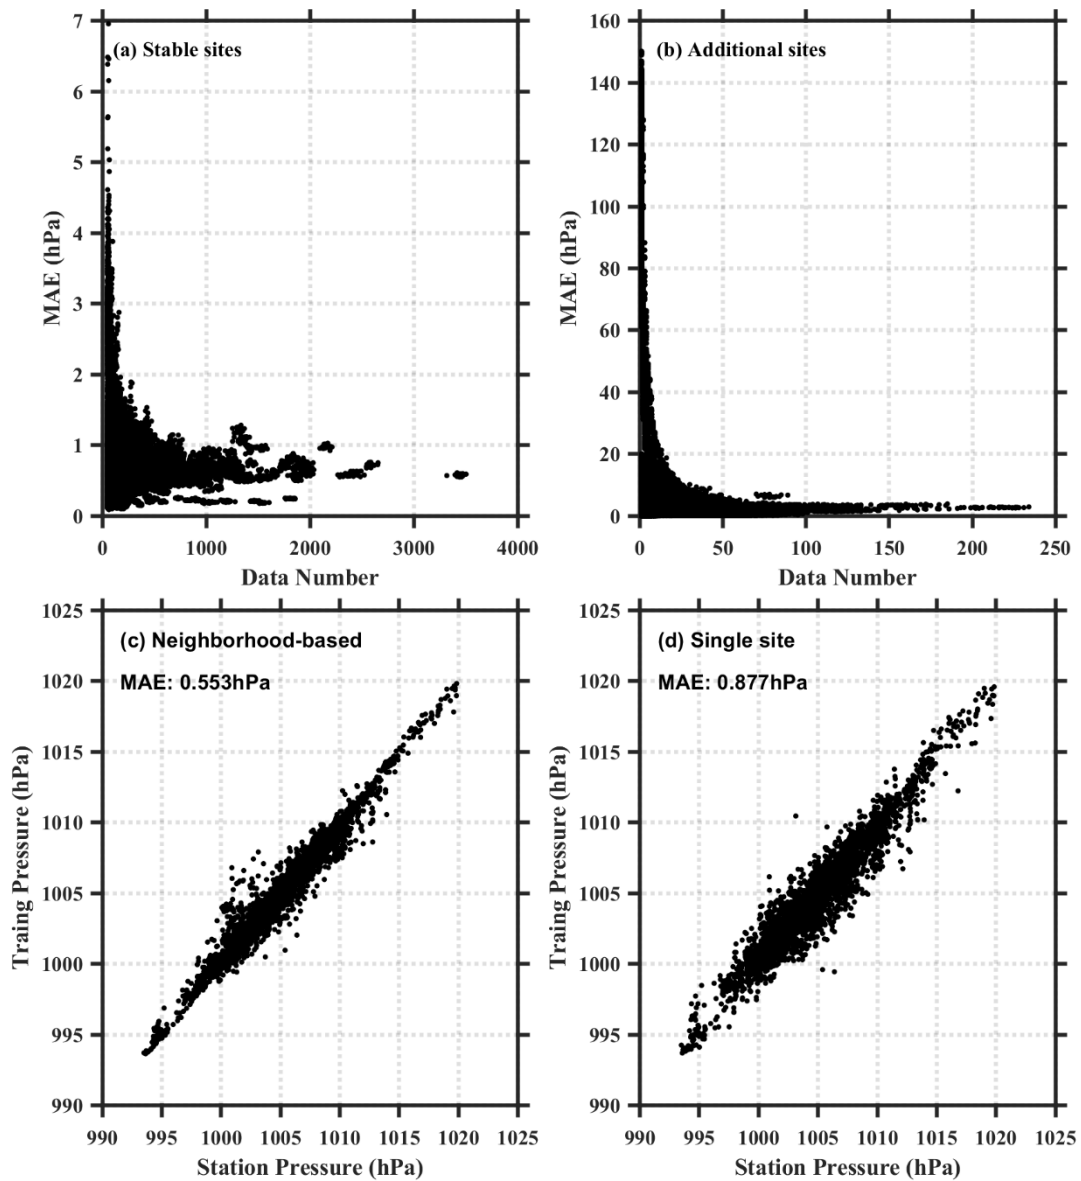 (a) Stable sites
7
6
5
4
3
2
1
0
MAE (hPa)
0 1000 2000 3000 4000
Data Number
(b) Additional sites
160
140
120
100
80
60
40
20
0
MAE (hPa)
0 50 100 150 200 250
Data Number
(c) Neighborhood-based
MAE: 0.553hPa
1025
1020
1015
1010
1005
1000
995
990
Traing Pressure (hPa)
990 995 1000 1005 1010 1015 1020 1025
Station Pressure (hPa)
(d) Single site
MAE: 0.877hPa
1025
1020
1015
1010
1005
1000
995
990
Traing Pressure (hPa)
990 995 1000 1005 1010 1015 1020 1025
Station Pressure (hPa)